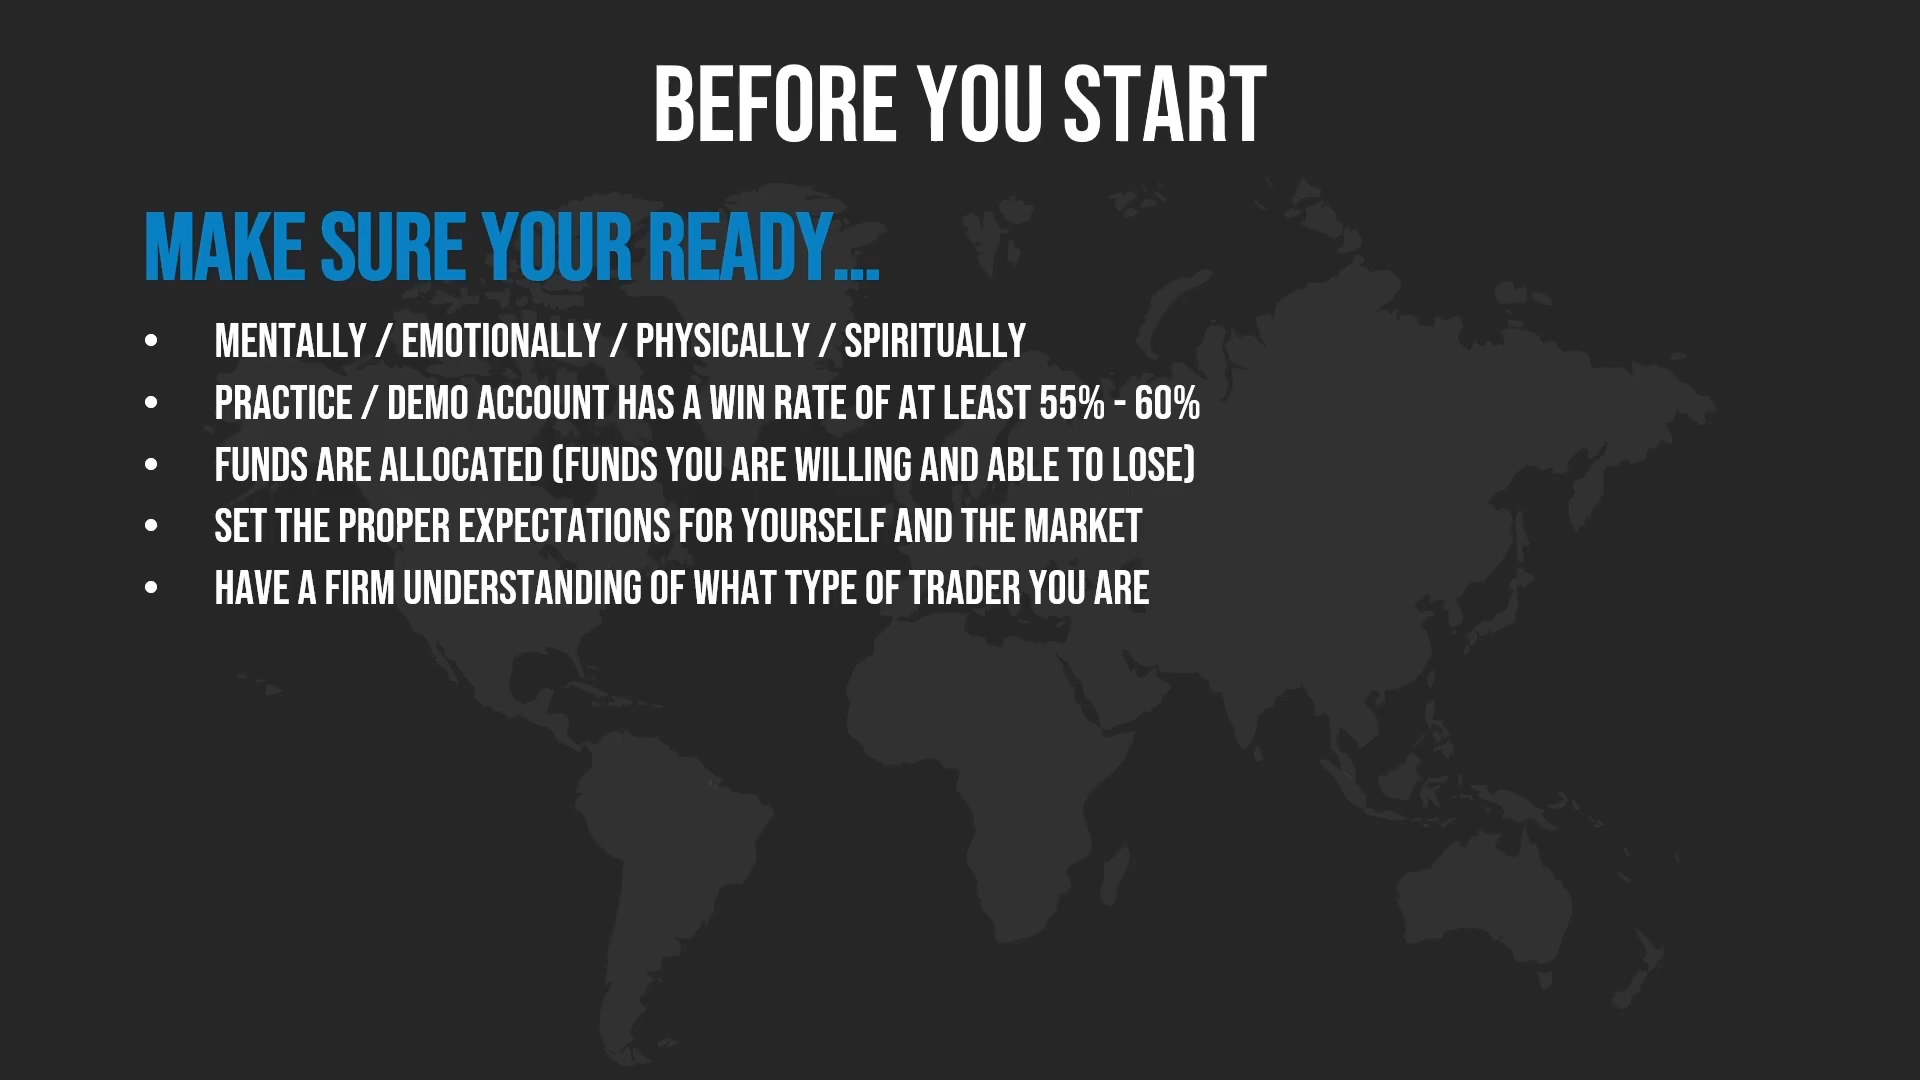 BEFORE YOU START
MAKE SURE YOUR READY...
• MENTALLY / EMOTIONALLY / PHYSICALLY / SPIRITUALLY
• PRACTICE / DEMO ACCOUNT HAS A WIN RATE OF AT LEAST 55% - 60%
• FUNDS ARE ALLOCATED (FUNDS YOU ARE WILLING AND ABLE TO LOSE)
• SET THE PROPER EXPECTATIONS FOR YOURSELF AND THE MARKET
• HAVE A FIRM UNDERSTANDING OF WHAT TYPE OF TRADER YOU ARE